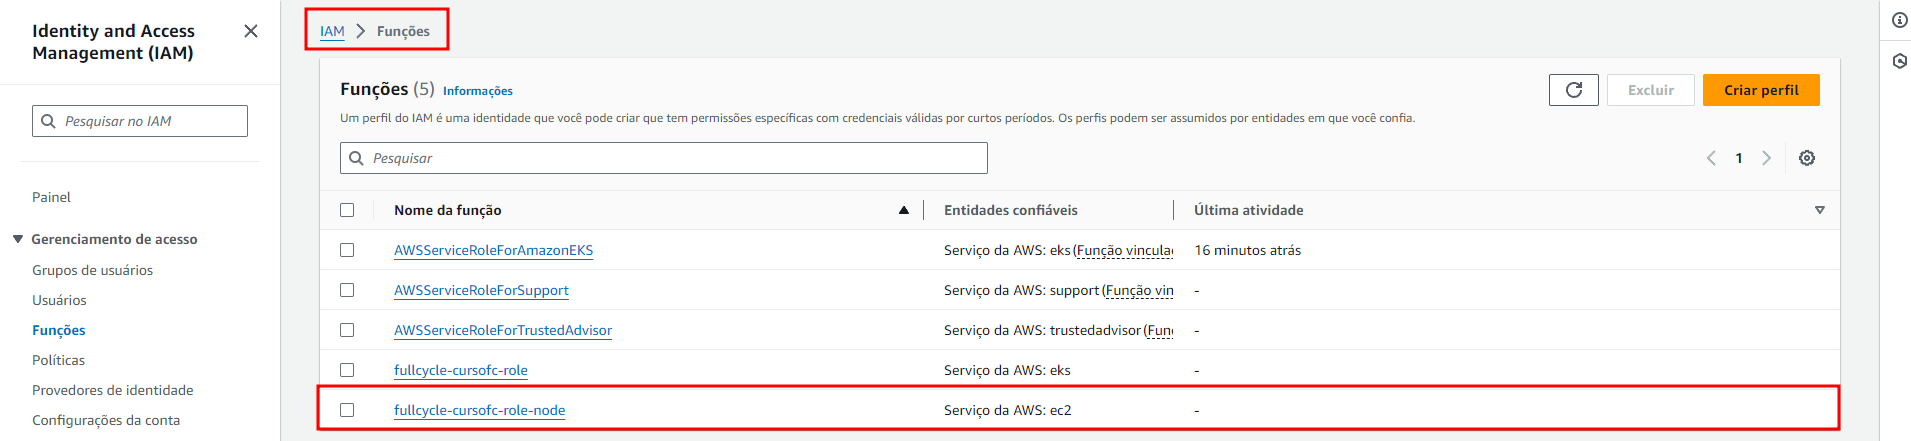 Identity and Access
Management (IAM)
Pesquisar no IAM
Painel
Gerenciamento de acesso
Grupos de usuários
Usuários
Funções
Políticas
Provedores de identidade
Configurações da conta
IAM > Funções
Funções (5) Informações
Excluir
Criar perfil
Um perfil do IAM é uma identidade que você pode criar que tem permissões específicas com credenciais válidas por curtos períodos. Os perfis podem ser assumidos por entidades em que você confia.
Pesquisar
1
Nome da função Entidades confiáveis Última atividade
AWSServiceRoleForAmazonEKS Serviço da AWS: eks (Função vincula 16 minutos atrás
AWSServiceRoleForSupport Serviço da AWS: support (Função vin -
AWSServiceRoleForTrustedAdvisor Serviço da AWS: trustedadvisor (Fun -
fullcycle-cursofc-role Serviço da AWS: eks -
fullcycle-cursofc-role-node Serviço da AWS: ec2 -